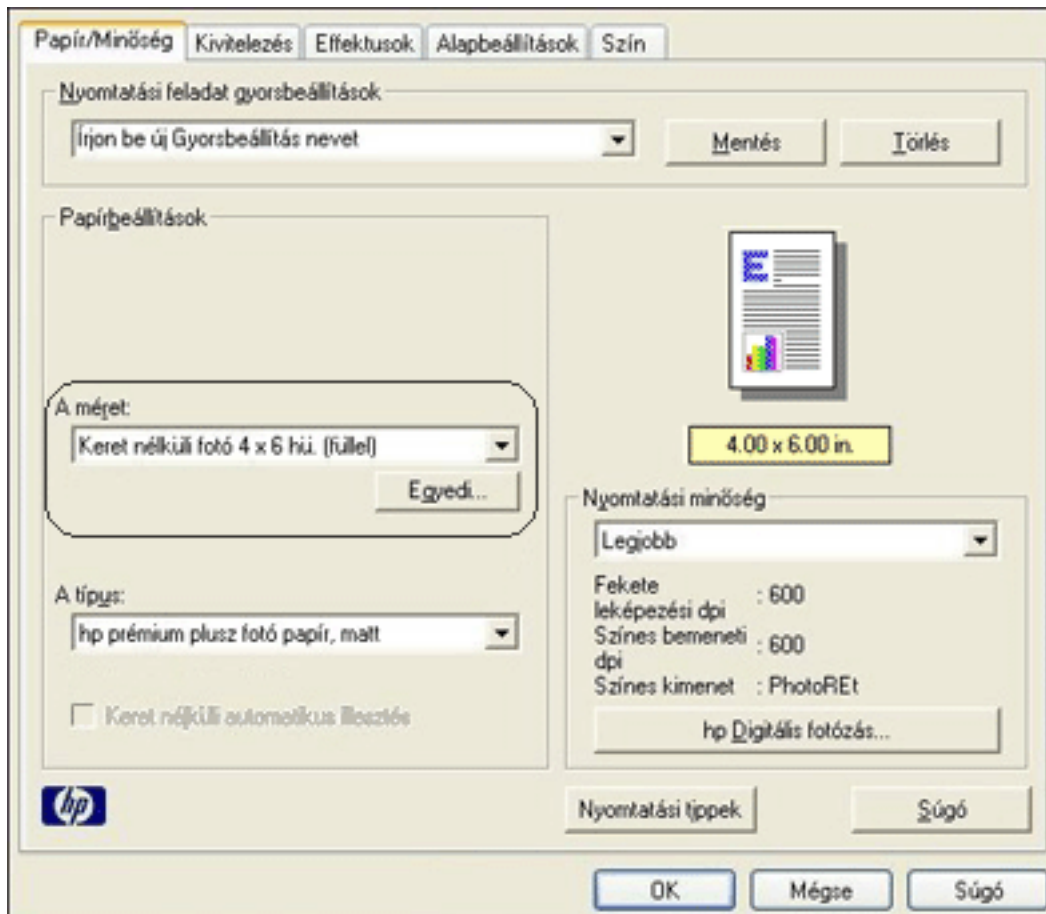 Papír/Minőség Kivitelezés Effektusok Alapbeállítások Szín
Nyomtatási feladat gyorsbeállítások
Írjon be új Gyorsbeállítás nevet Mentés Törlés
Papírbeállítások
E
A méret:
Keret nélküli fotó 4 x 6 hü. (füllel)
Egyedi...
4.00 x 6.00 in.
Nyomtatási minőség
Legjobb
Fekete
leképezési dpi : 600
Színes bemeneti
dpi : 600
Színes kimenet : PhotoREt
hp Digitális fotózás...
A típus:
hp prémium plusz fotó papír, matt
Keret nélküli automatikus illesztés
hp
Nyomtatási tippek Súgó
OK Mégse Súgó